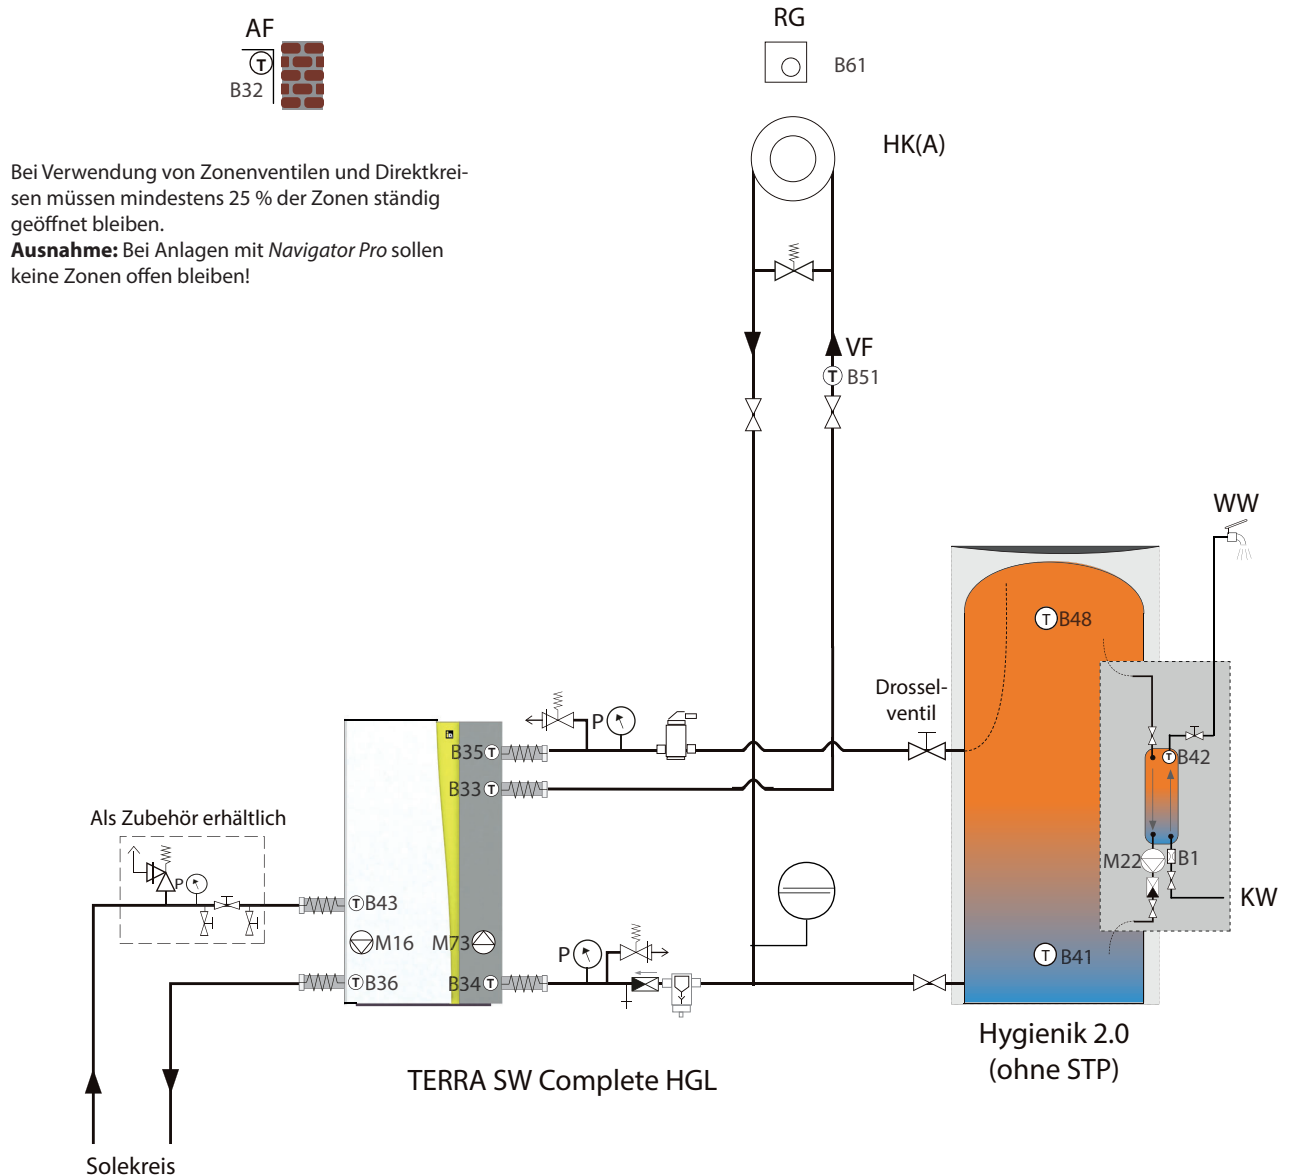 AF
B32
RG
B61
HK(A)
Bei Verwendung von Zonenventilen und Direktkrei-
sen müssen mindestens 25 % der Zonen ständig
geöffnet bleiben.
Ausnahme: Bei Anlagen mit Navigator Pro sollen
keine Zonen offen bleiben!
T
VF
T
B51
WW
T
B48
Drossel-
ventil
P
B35
T
B33
T
T
B42
Als Zubehör erhältlich
P
T
B43
M16
M73
M22
B1
KW
P
T
B36
B34
T
T
B41
Hygienik 2.0
(ohne STP)
TERRA SW Complete HGL
Solekreis